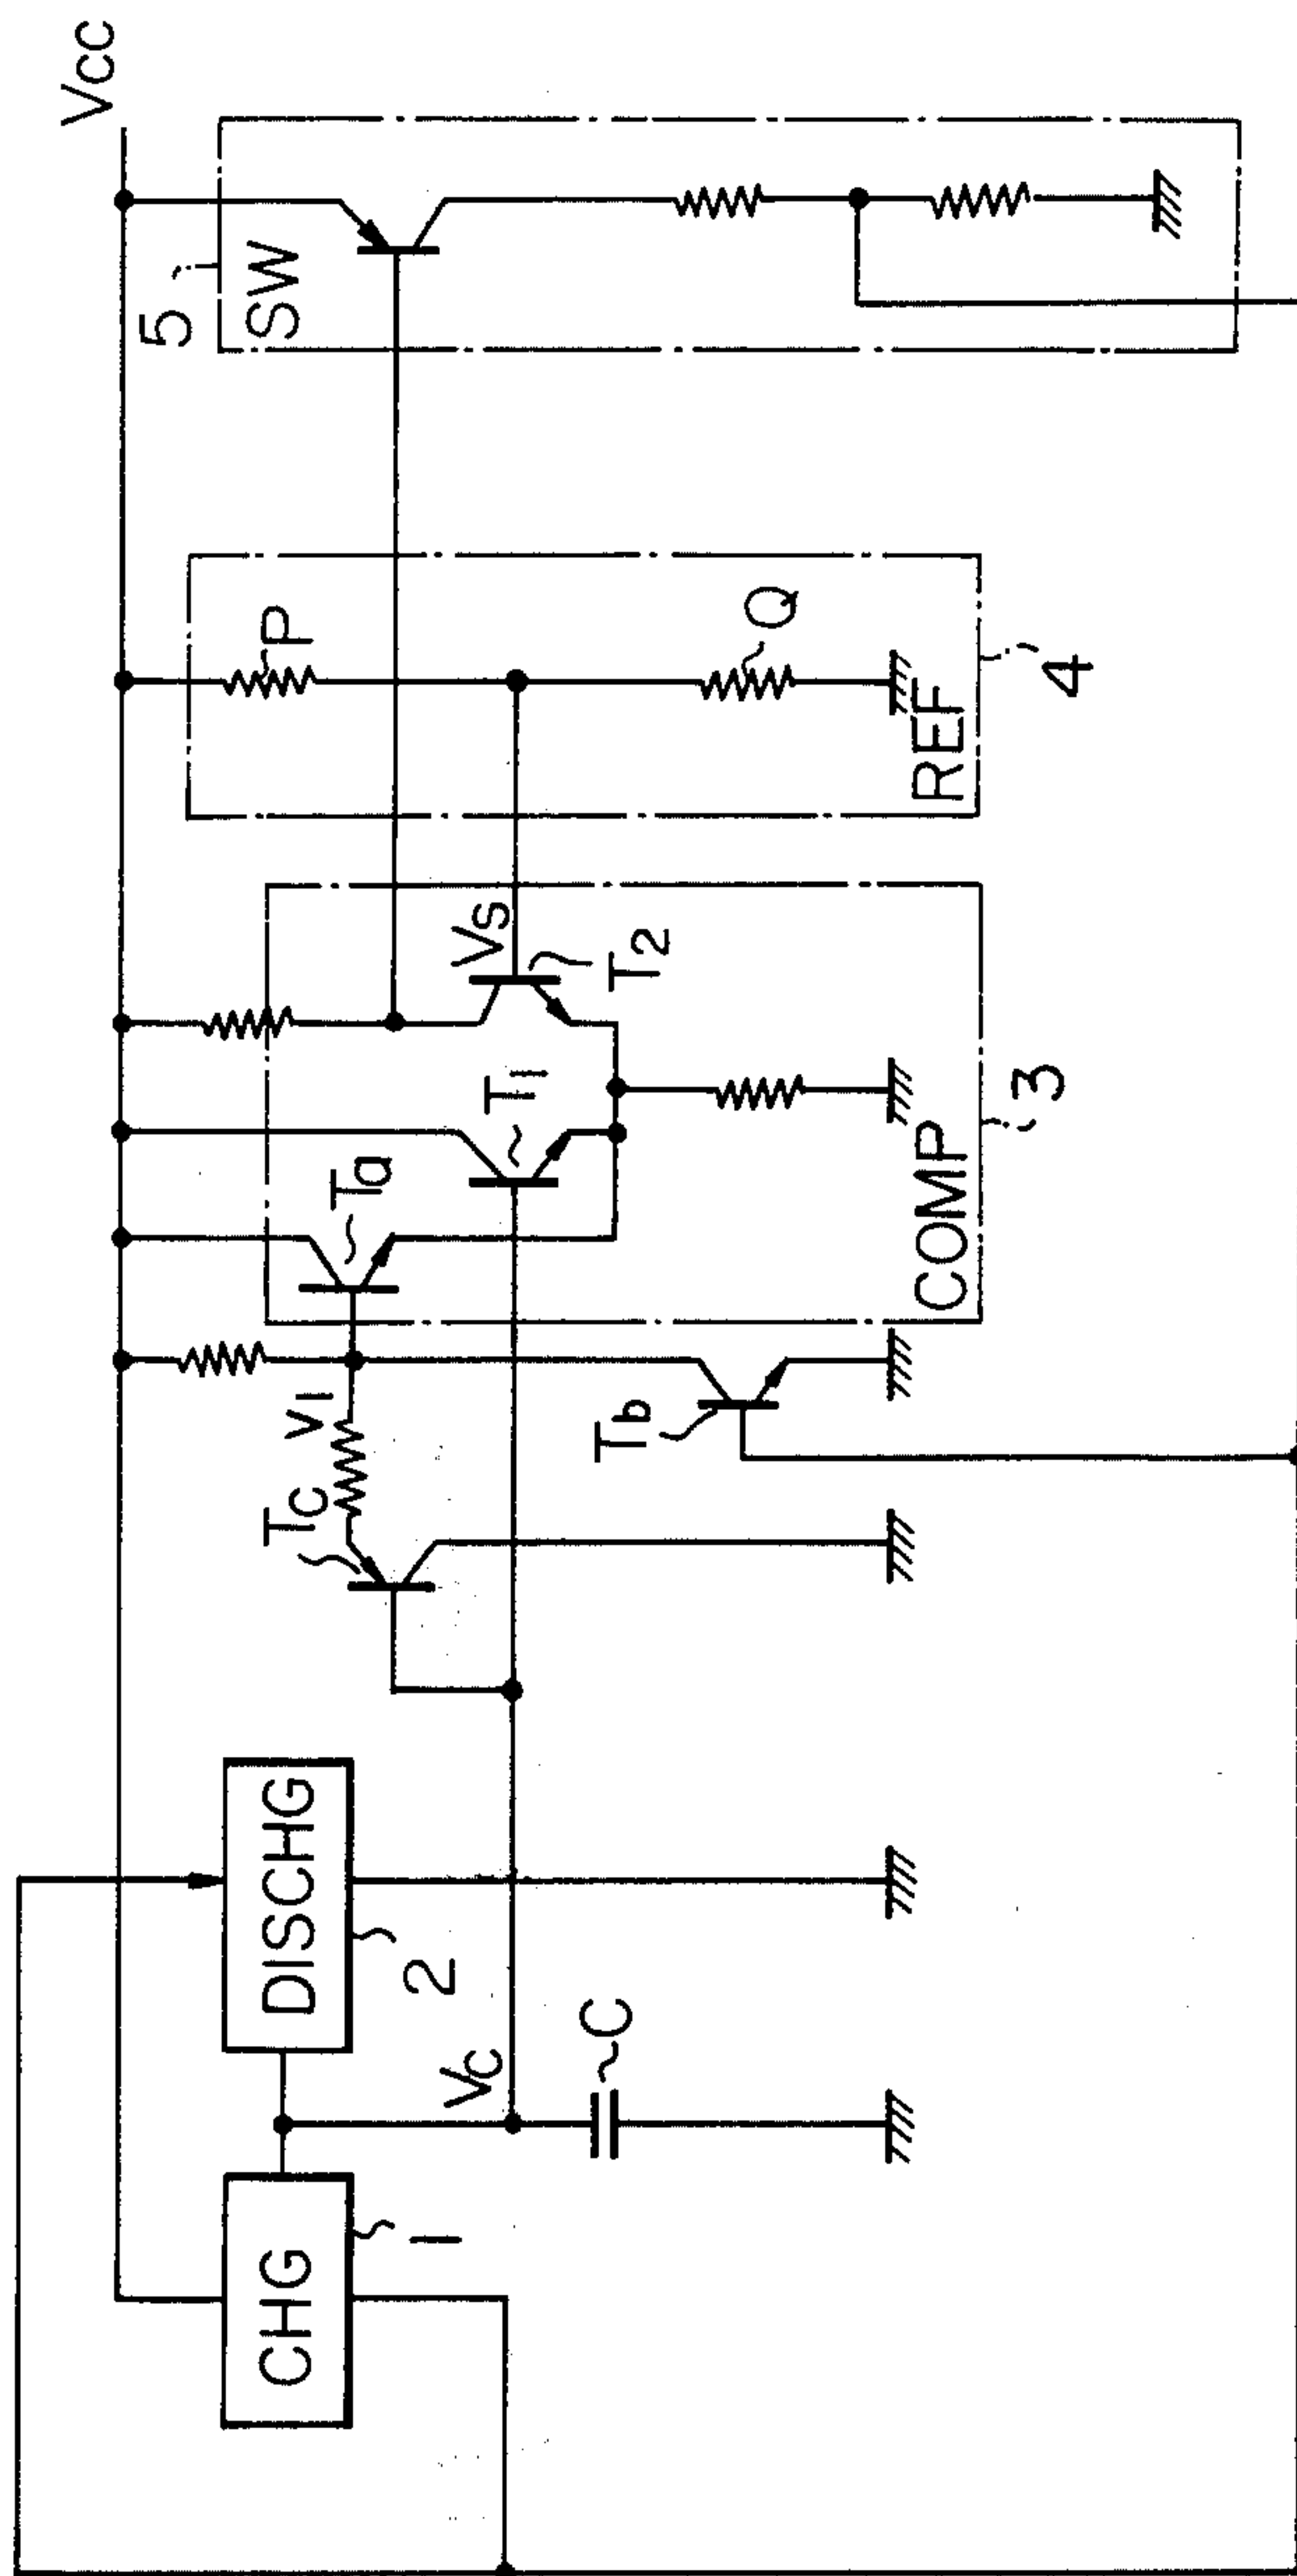 CHG
1
DISCHG
2
VC
C
TC
V1
Tb
Ta
T1
T2
VS
COMP
3
P
Q
REF
4
5
SW
VCC